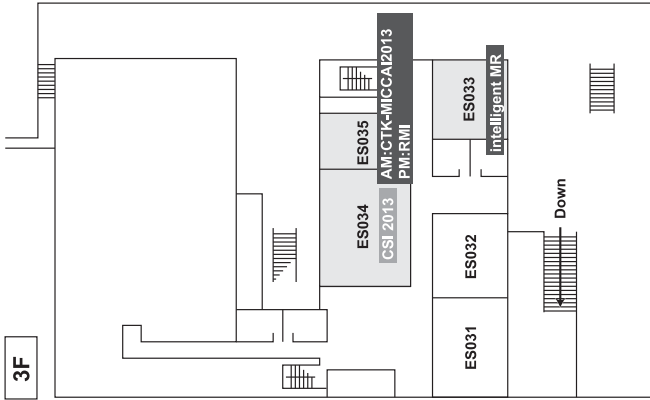 3F
ES031
ES032
ES033
intelligent MR
ES034
CSI 2013
ES035
AM:CTK-MICCAI2013
PM:RMI
Down